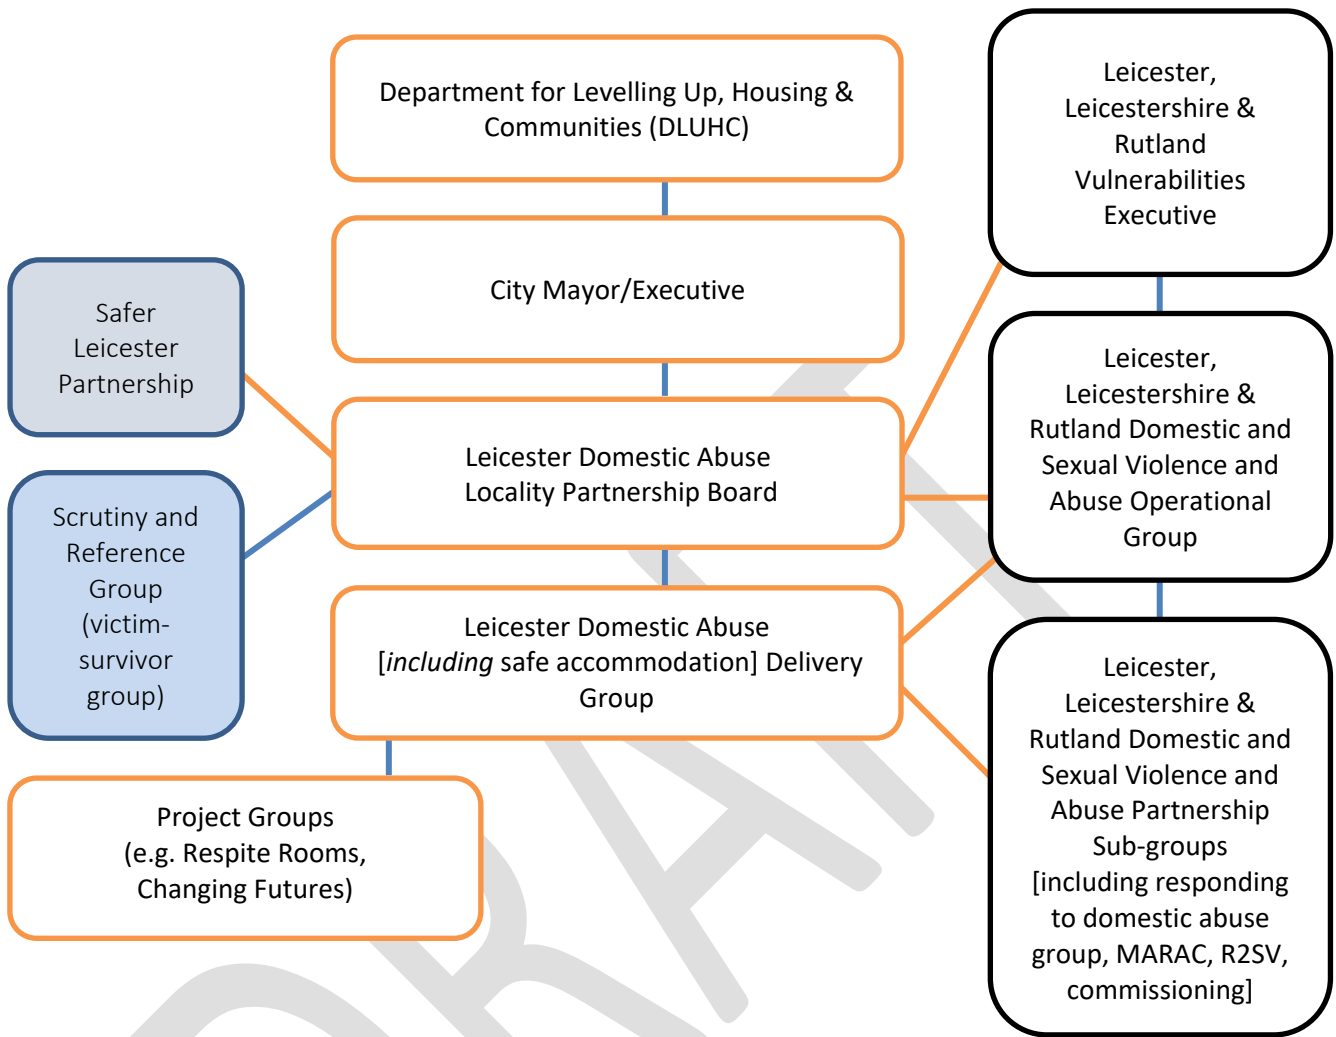 Department for Levelling Up, Housing &
Communities (DLUHC)
City Mayor/Executive
Leicester Domestic Abuse
Locality Partnership Board
Leicester Domestic Abuse
[including safe accommodation] Delivery
Group
Project Groups
(e.g. Respite Rooms,
Changing Futures)
Safer
Leicester
Partnership
Scrutiny and
Reference
Group
(victim-
survivor
group)
Leicester,
Leicestershire &
Rutland
Vulnerabilities
Executive
Leicester,
Leicestershire &
Rutland Domestic and
Sexual Violence and
Abuse Operational
Group
Leicester,
Leicestershire &
Rutland Domestic and
Sexual Violence and
Abuse Partnership
Sub-groups
[including responding
to domestic abuse
group, MARAC, R2SV,
commissioning]
DRAFT